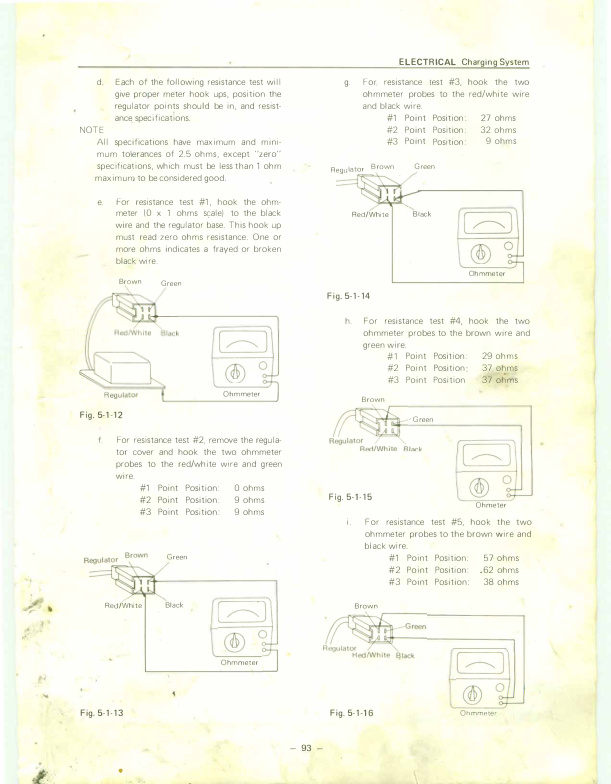 ELECTRICAL Charging System
d. Each of the following resistance test will
give proper meter hook ups, position the
regulator points should be in, and resist-
ance specifications.
NOTE
All specifications have maximum and mini-
mum tolerances of 2.5 ohms, except "zero"
specifications, which must be less than 1 ohm
maximum to be considered good.
e. For resistance test #1, hook the ohm-
meter (0 x 1 ohms scale) to the black
wire and the regulator base. This hook up
must read zero ohms resistance. One or
more ohms indicates a frayed or broken
black wire.
Brown Green
Red/White Black
Regulator Ohmmeter
Fig. 5-1-12
f. For resistance test #2, remove the regula-
tor cover and hook the two ohmmeter
probes to the red/white wire and green
wire.
#1 Point Position: 0 ohms
#2 Point Position: 9 ohms
#3 Point Position: 9 ohms
Regulator Brown Green
Red/White Black
Ohmmeter
Fig. 5-1-13
g. For resistance test #3, hook the two
ohmmeter probes to the red/white wire
and black wire.
#1 Point Position: 27 ohms
#2 Point Position: 32 ohms
#3 Point Position: 9 ohms
Regulator Brown Green
Red/White Black
Ohmmeter
Fig. 5-1-14
h. For resistance test #4, hook the two
ohmmeter probes to the brown wire and
green wire.
#1 Point Position: 29 ohms
#2 Point Position: 37 ohms
#3 Point Position 37 ohms
Brown
Green
Regulator
Red/White Black
Ohmmeter
Fig. 5-1-15
i. For resistance test #5, hook the two
ohmmeter probes to the brown wire and
black wire.
#1 Point Position: 57 ohms
#2 Point Position: 62 ohms
#3 Point Position: 38 ohms
Brown
Green
Regulator
Red/White Black
Ohmmeter
Fig. 5-1-16
– 93 –